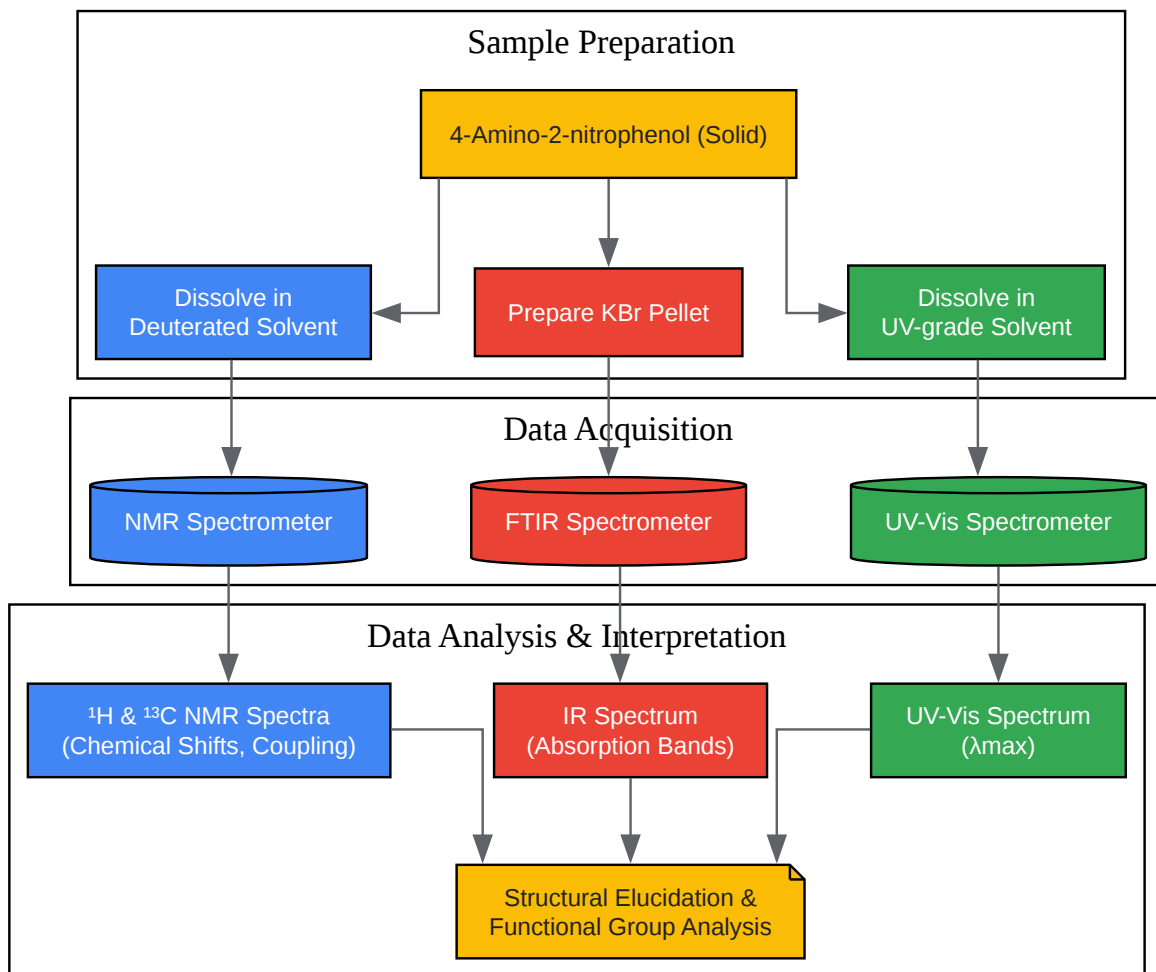 Sample Preparation
4-Amino-2-nitrophenol (Solid)
Dissolve in
Deuterated Solvent
Prepare KBr Pellet
Dissolve in
UV-grade Solvent
Data Acquisition
NMR Spectrometer
FTIR Spectrometer
UV-Vis Spectrometer
Data Analysis & Interpretation
¹H & ¹³C NMR Spectra
(Chemical Shifts, Coupling)
IR Spectrum
(Absorption Bands)
UV-Vis Spectrum
(λmax)
Structural Elucidation &
Functional Group Analysis